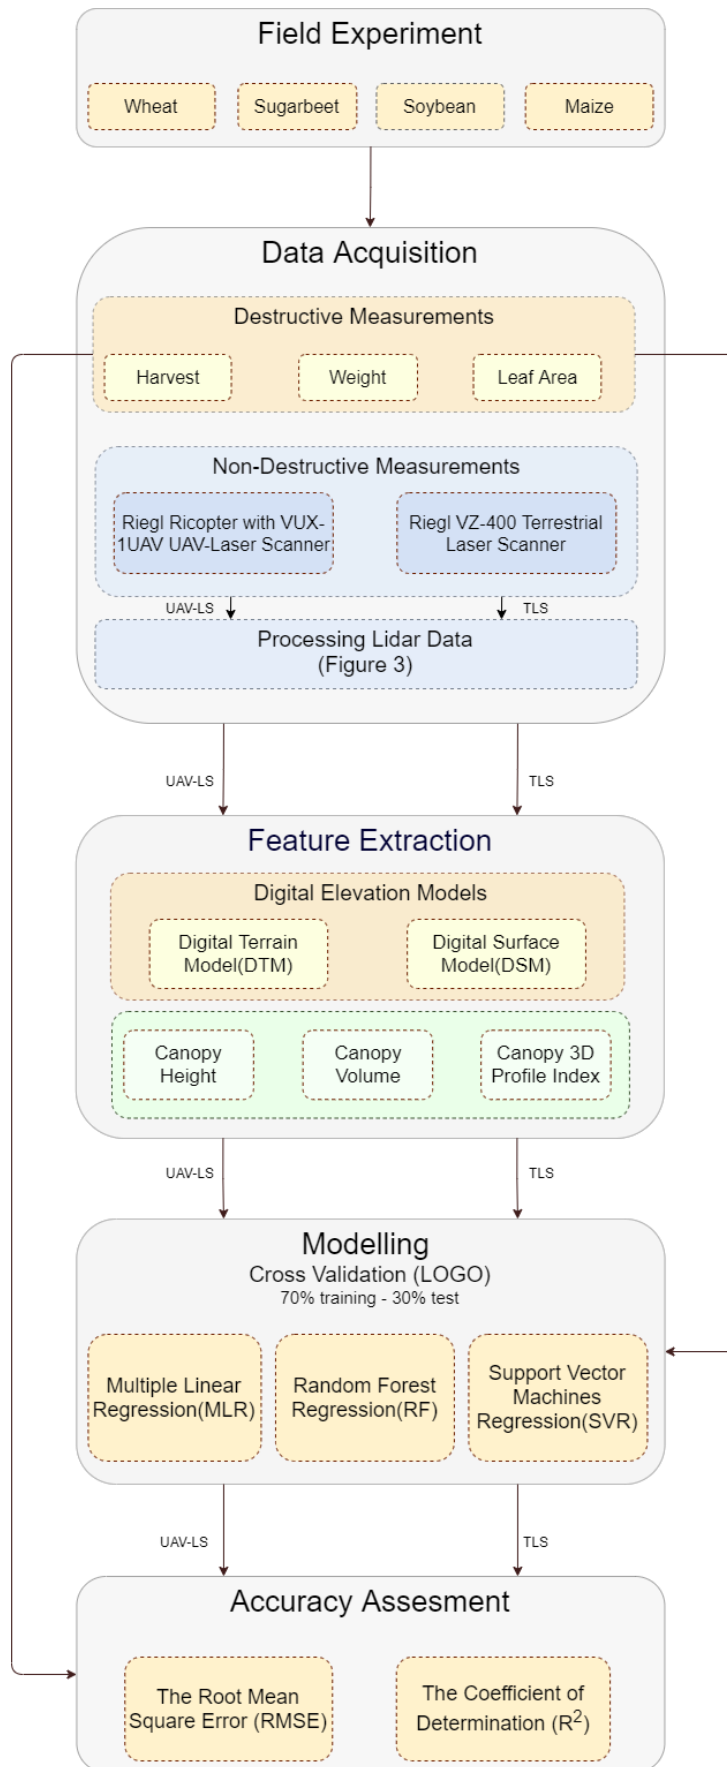 Field Experiment
Wheat
Sugarbeet
Soybean
Maize
Data Acquisition
Destructive Measurements
Harvest
Weight
Leaf Area
Non-Destructive Measurements
Riegl Ricopter with VUX-
1UAV UAV-Laser Scanner
Riegl VZ-400 Terrestrial
Laser Scanner
UAV-LS
TLS
Processing Lidar Data
(Figure 3)
UAV-LS
TLS
Feature Extraction
Digital Elevation Models
Digital Terrain
Model(DTM)
Digital Surface
Model(DSM)
Canopy
Height
Canopy
Volume
Canopy 3D
Profile Index
UAV-LS
TLS
Modelling
Cross Validation (LOGO)
70% training - 30% test
Multiple Linear
Regression(MLR)
Random Forest
Regression(RF)
Support Vector
Machines
Regression(SVR)
UAV-LS
TLS
Accuracy Assesment
The Root Mean
Square Error (RMSE)
The Coefficient of
Determination (R²)